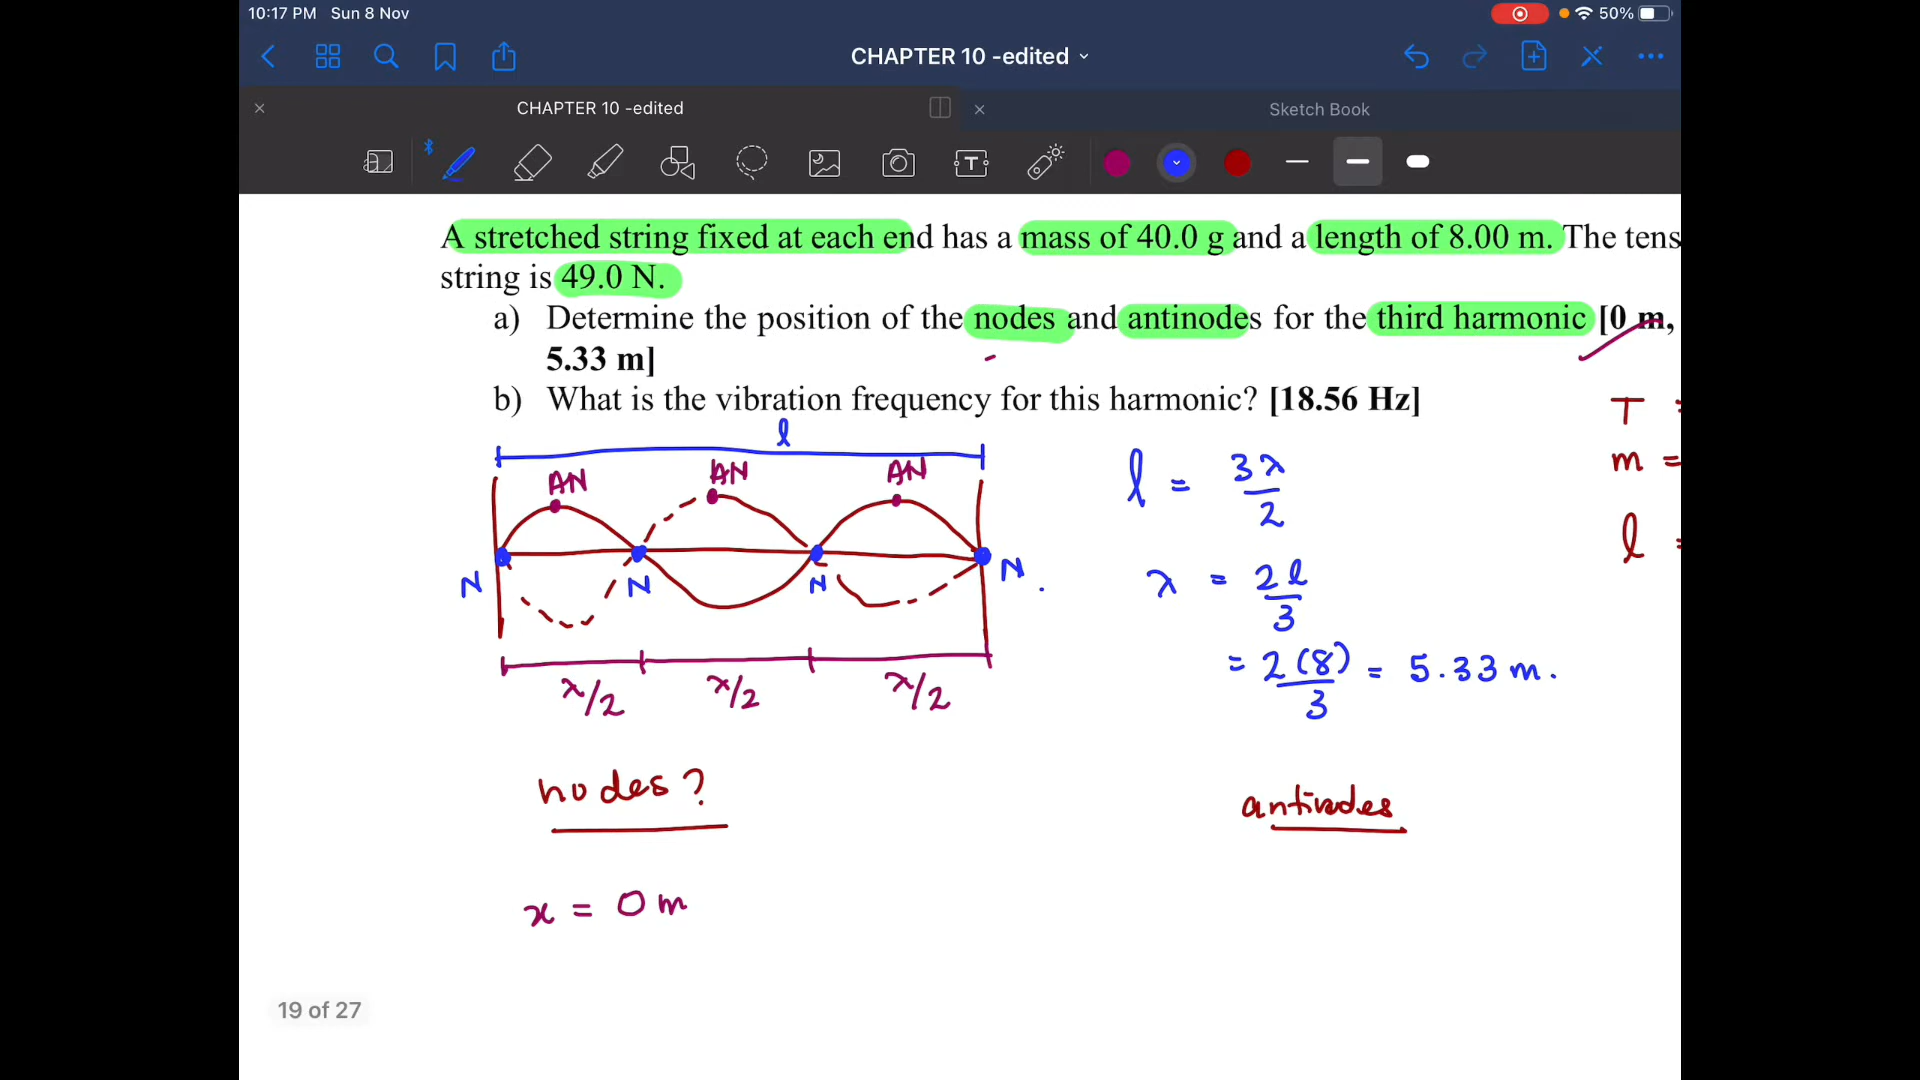 10:17 PM Sun 8 Nov
50%
CHAPTER 10 -edited
CHAPTER 10 -edited
Sketch Book
A stretched string fixed at each end has a mass of 40.0 g and a length of 8.00 m. The tens
string is 49.0 N.
a) Determine the position of the nodes and antinodes for the third harmonic [0 m,
5.33 m]
b) What is the vibration frequency for this harmonic? [18.56 Hz]
T =
m =
l =
l
AN AN AN
N N N N.
λ/2 λ/2 λ/2
l = 3λ/2
λ = 2l/3
= 2(8)/3 = 5.33 m.
nodes?
antinodes
x = 0 m
19 of 27